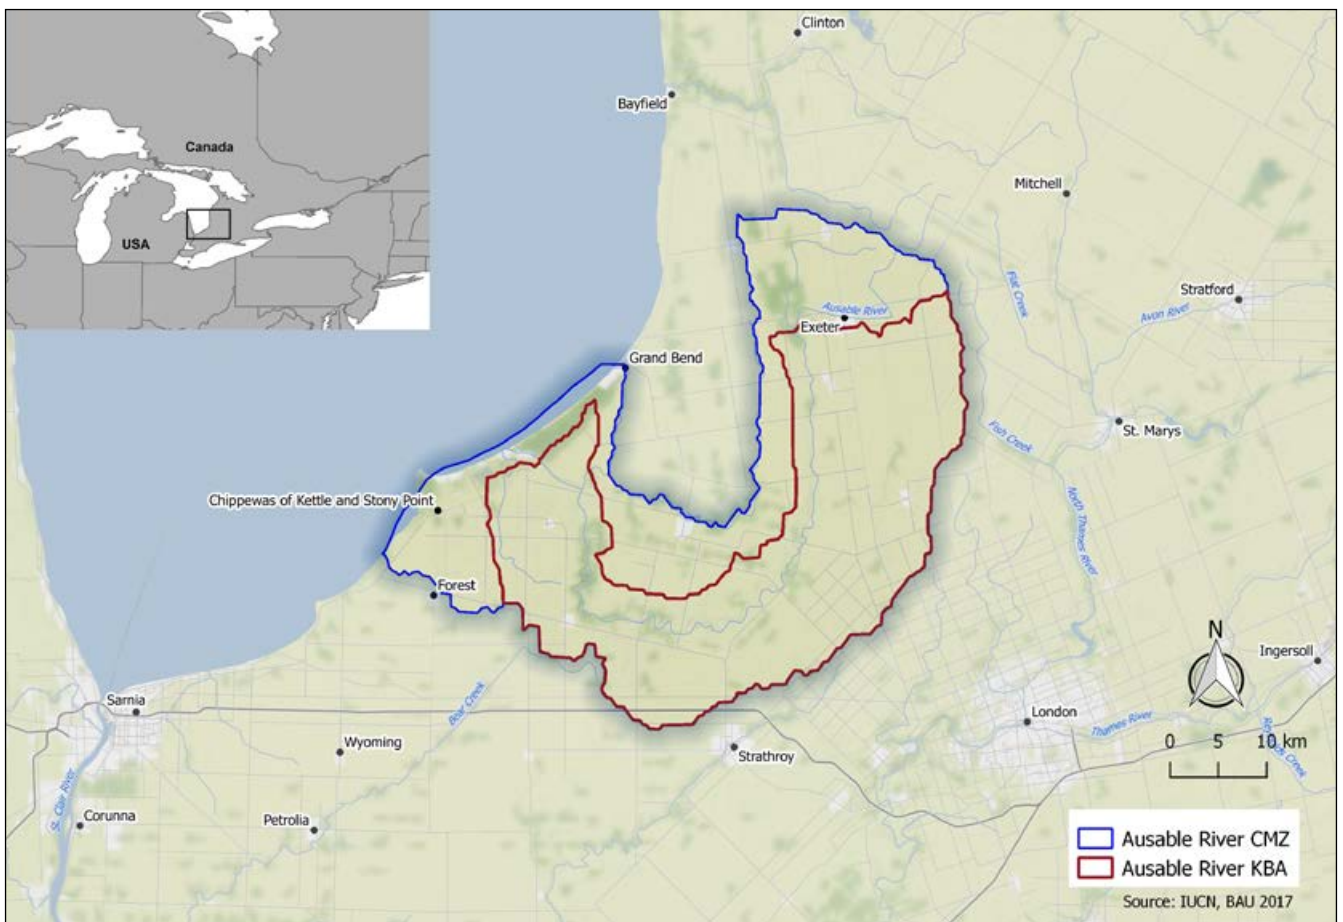 Clinton
Bayfield
Canada
USA
Mitchell
Flat Creek
Stratford
Avon River
Ausable River
Exeter
Grand Bend
St. Marys
Fish Creek
Chippewas of Kettle and Stony Point
North Thames River
Forest
N
Ingersoll
Sarnia
Bear Creek
London
Thames River
Reynolds Creek
Wyoming
Strathroy
0 5 10 km
St. Clair River
Corunna
Petrolia
Ausable River CMZ
Ausable River KBA
Source: IUCN, BAU 2017